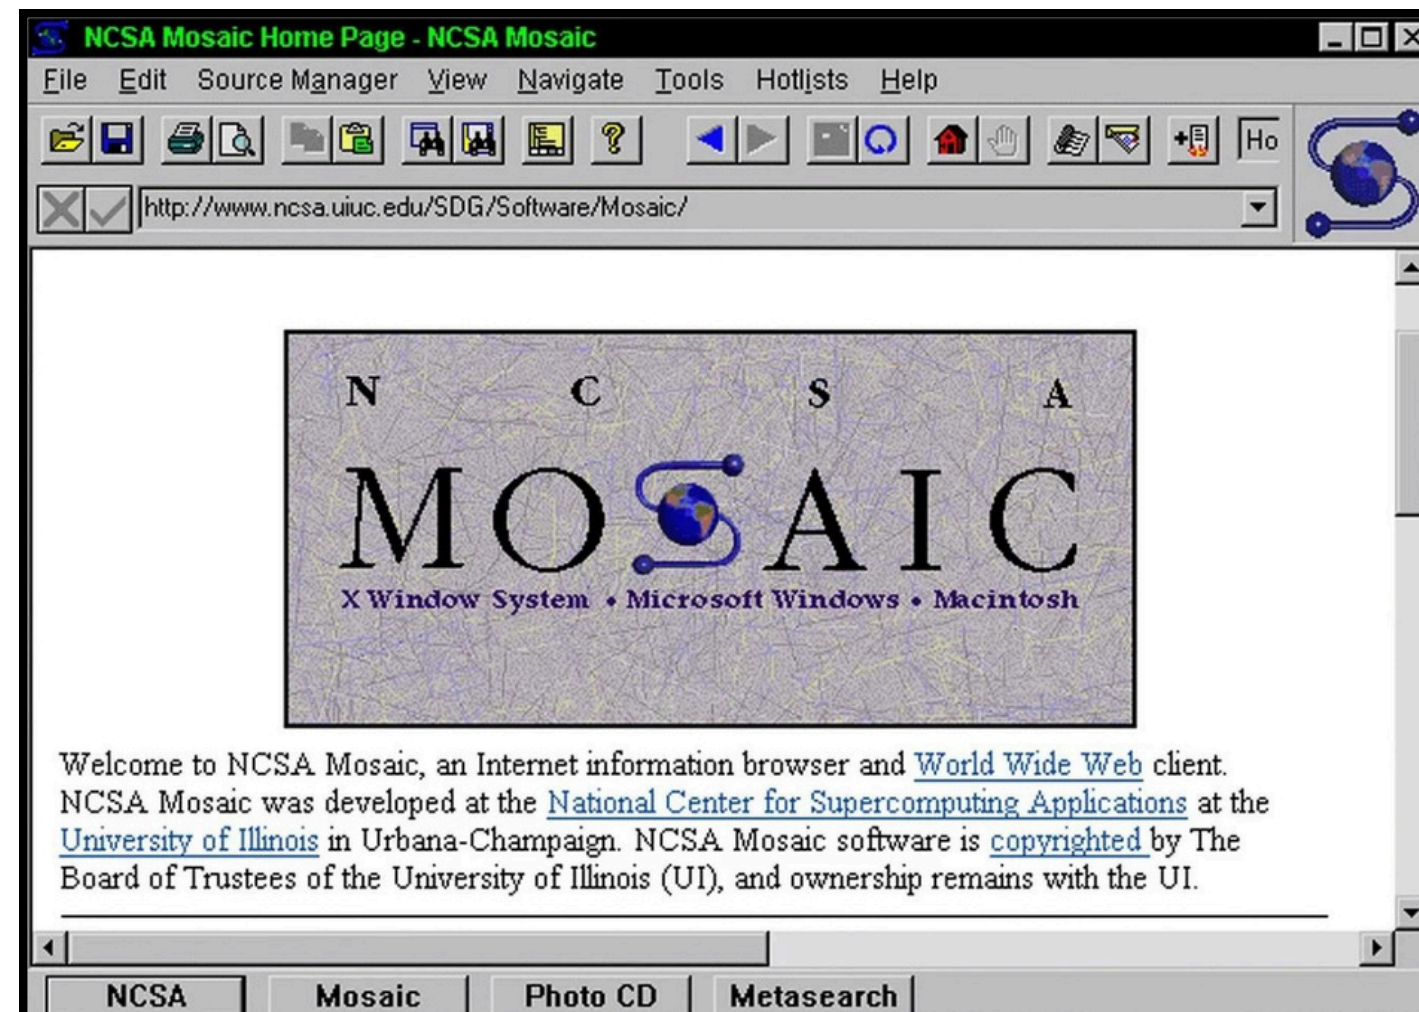 NCSA Mosaic Home Page - NCSA Mosaic
File Edit Source Manager View Navigate Tools Hotlists Help
Ho
http://www.ncsa.uiuc.edu/SDG/Software/Mosaic/
N C S A
MOSAIC
X Window System • Microsoft Windows • Macintosh
Welcome to NCSA Mosaic, an Internet information browser and World Wide Web client.
NCSA Mosaic was developed at the National Center for Supercomputing Applications at the
University of Illinois in Urbana-Champaign. NCSA Mosaic software is copyrighted by The
Board of Trustees of the University of Illinois (UI), and ownership remains with the UI.
NCSA Mosaic Photo CD Metasearch